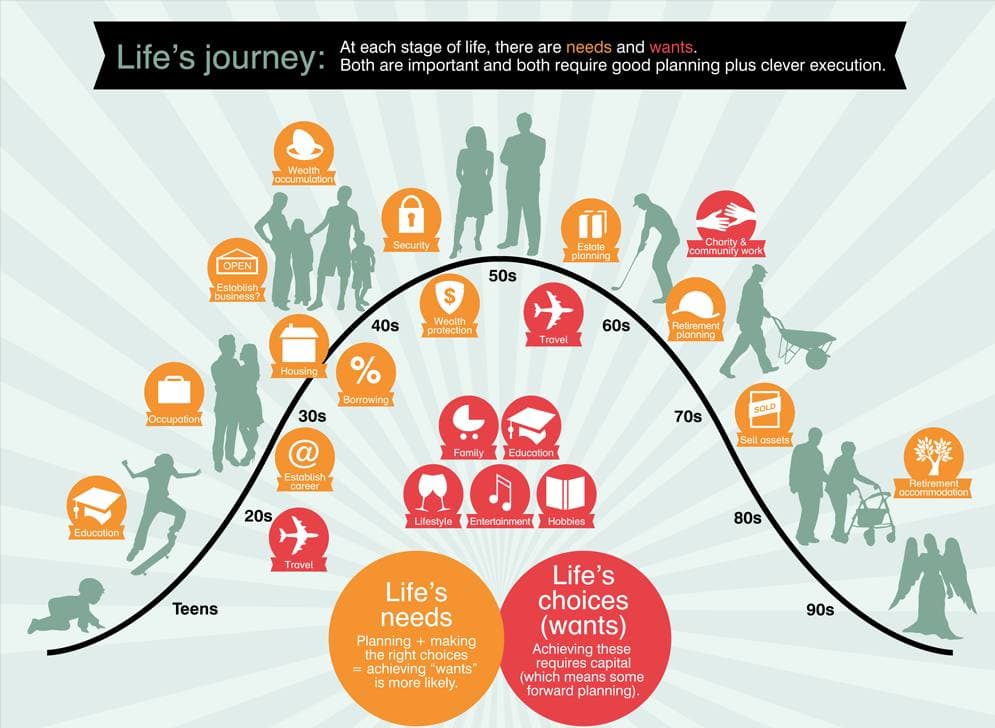 Life's journey:
At each stage of life, there are needs and wants.
Both are important and both require good planning plus clever execution.
Wealth
accumulation
Security
Estate
planning
Charity &
community work
OPEN
Establish
business?
50s
$
Wealth
protection
Travel
40s
60s
Retirement
planning
Housing
%
Borrowing
Occupation
30s
70s
SOLD
Sell assets
Family
Education
@
Establish
career
Retirement
accommodation
Education
20s
Lifestyle
Entertainment
Hobbies
80s
Travel
Teens
90s
Life's
needs
Planning + making
the right choices
= achieving "wants"
is more likely.
Life's
choices
(wants)
Achieving these
requires capital
(which means some
forward planning).